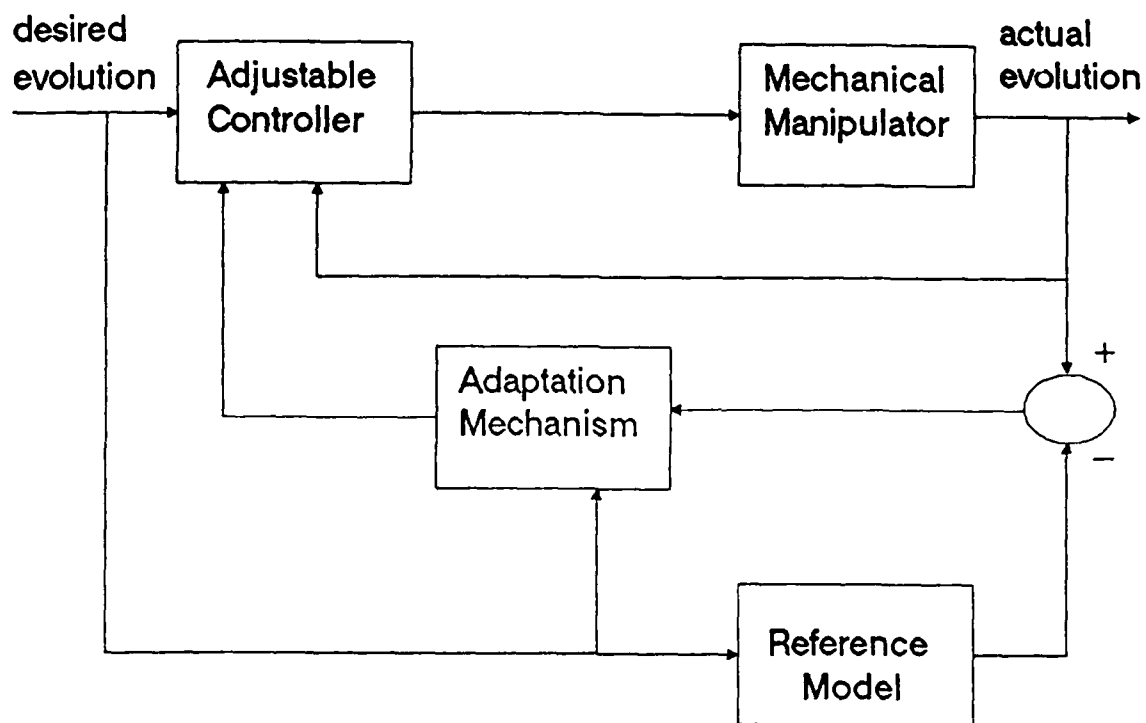 desired
evolution
Adjustable
Controller
Mechanical
Manipulator
actual
evolution
+
Adaptation
Mechanism
−
Reference
Model